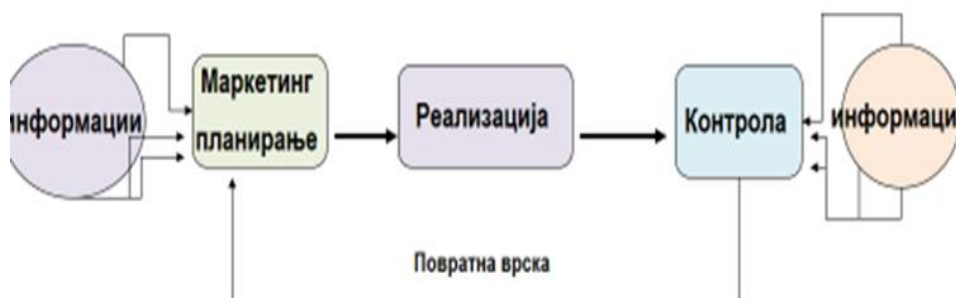 информации
Маркетинг
планирање
Реализација
Контрола
информаци
Повратна врска